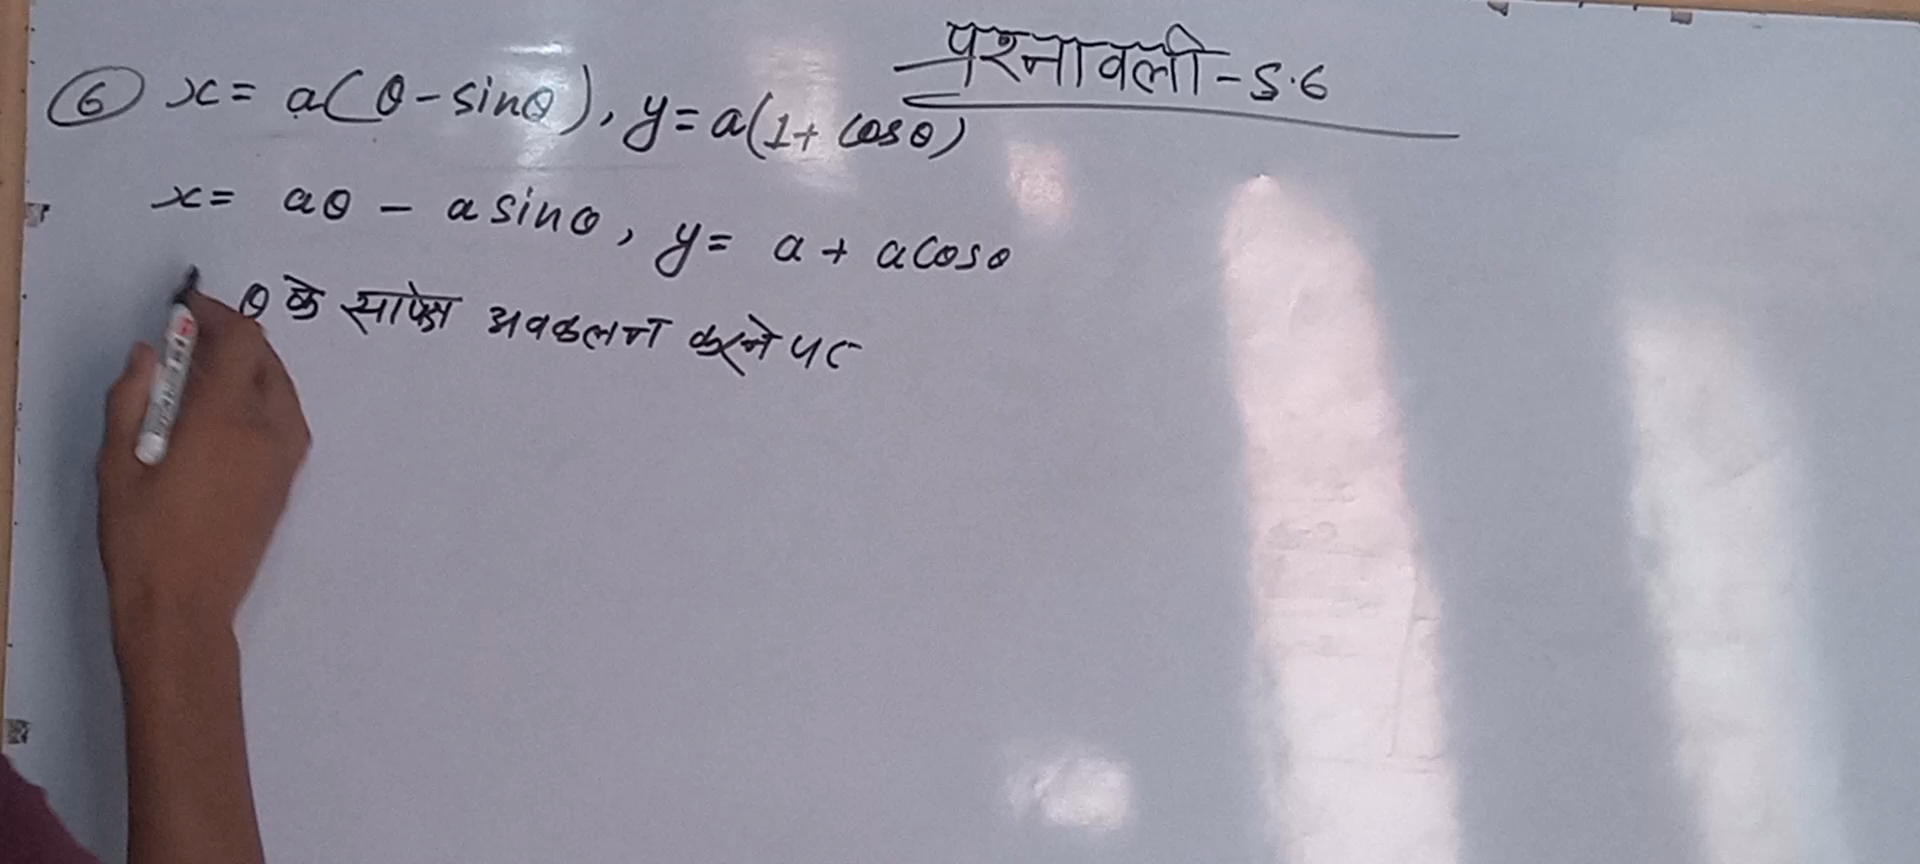 प्रश्नावली-5.6
⑥ x= a(θ-sinθ), y=a(1+ cosθ)
x= aθ - a sinθ, y= a + a cosθ
θ के सापेक्ष अवकलन करने पर